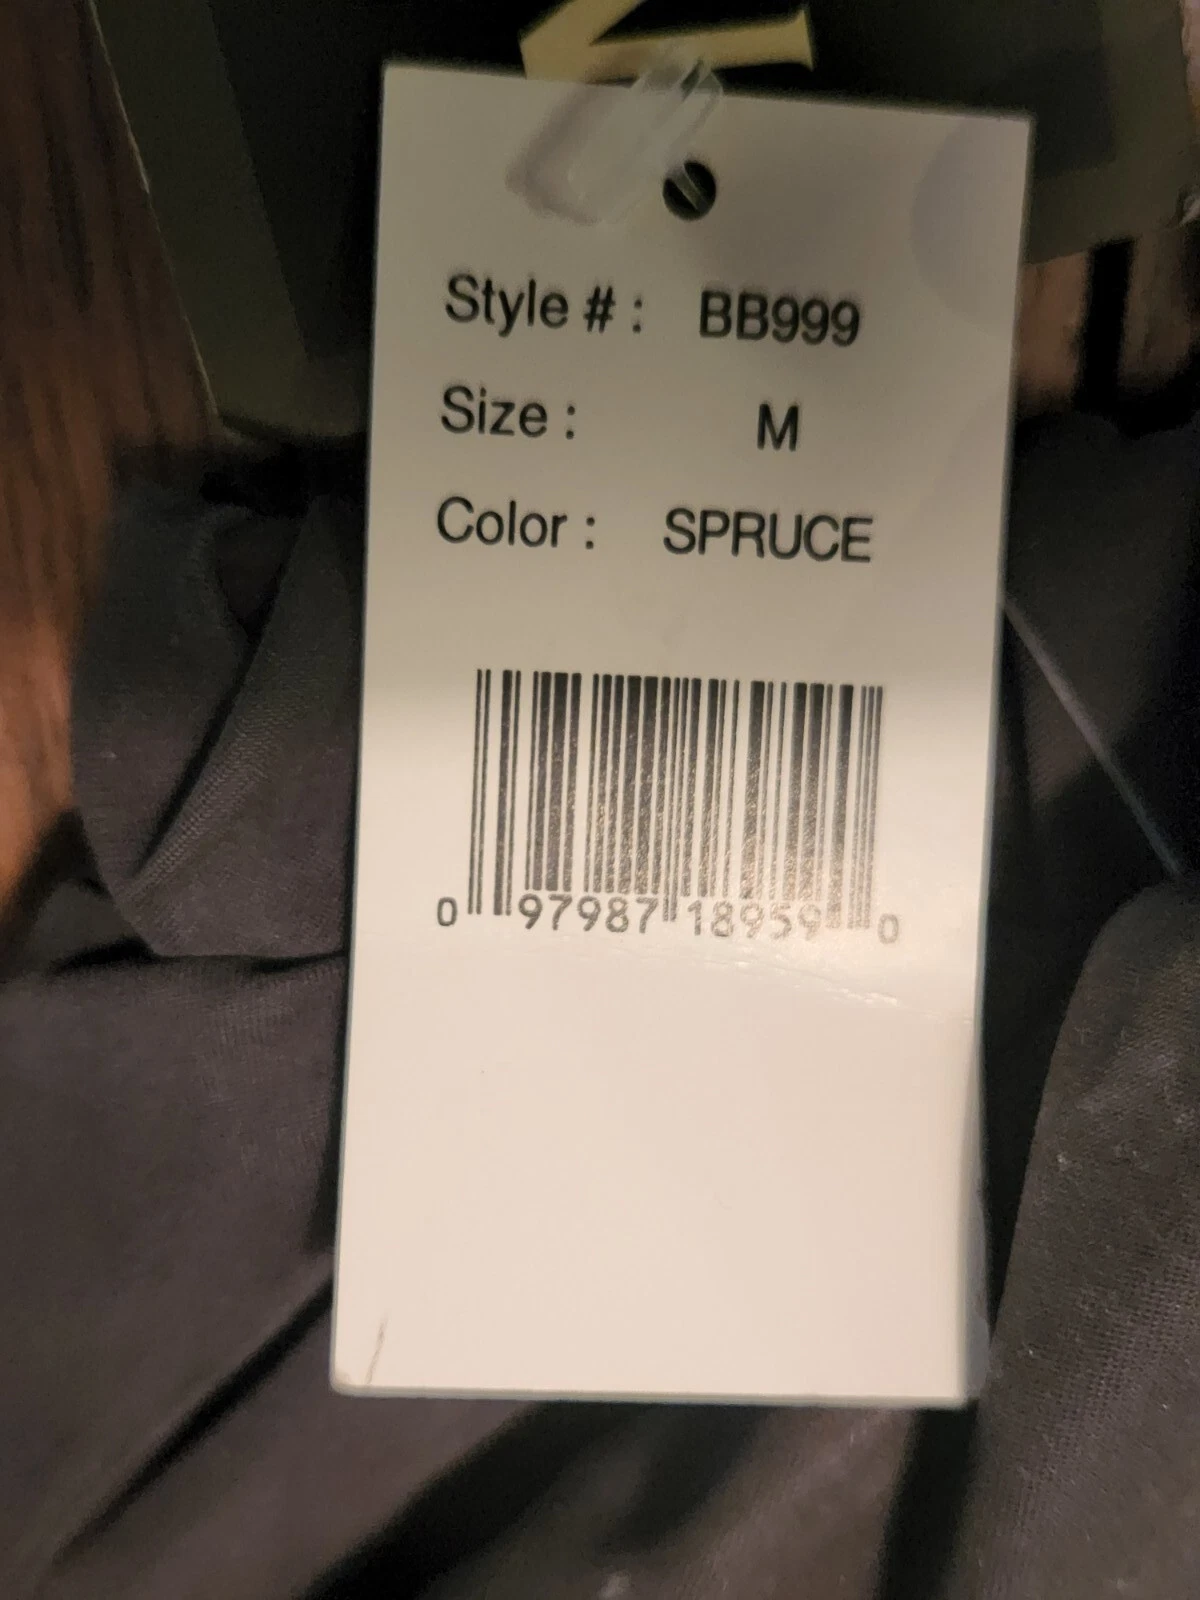 Style # : BB999
Size : M
Color : SPRUCE
0 97987 18959 0